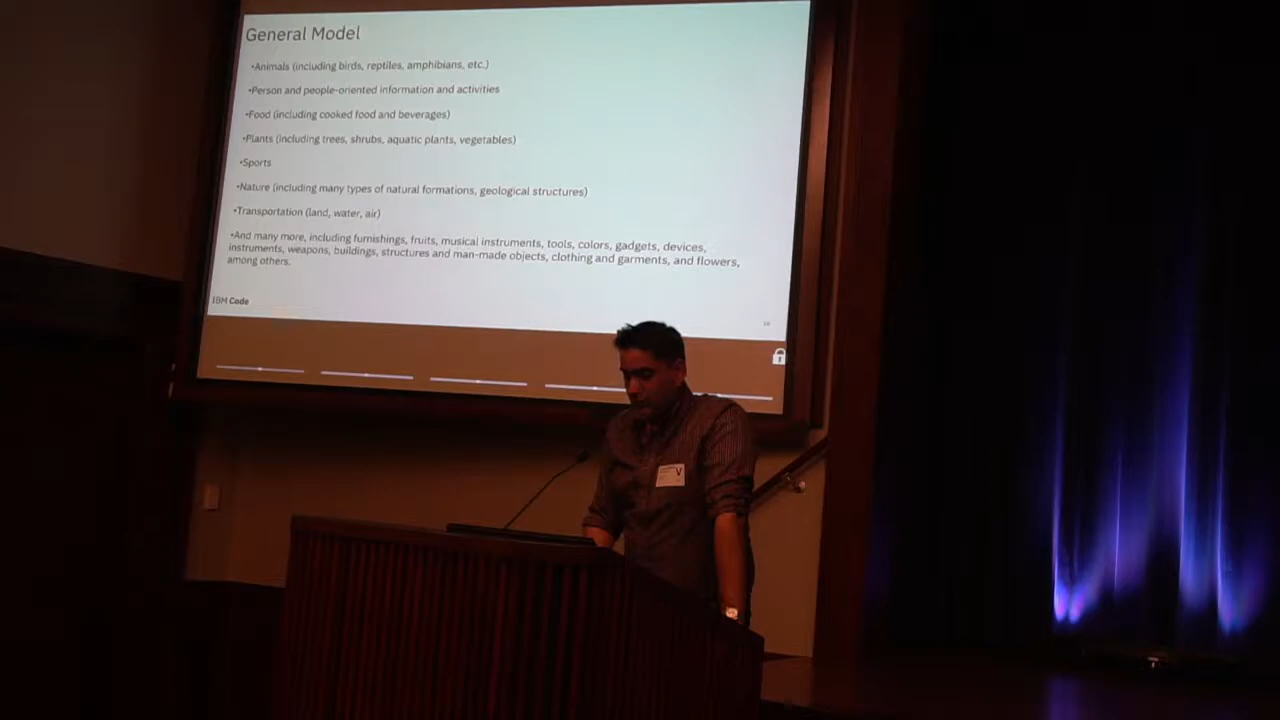 General Model
•Animals (including birds, reptiles, amphibians, etc.)
•Person and people-oriented information and activities
•Food (including cooked food and beverages)
•Plants (including trees, shrubs, aquatic plants, vegetables)
•Sports
•Nature (including many types of natural formations, geological structures)
•Transportation (land, water, air)
•And many more, including furnishings, fruits, musical instruments, tools, colors, gadgets, devices,
instruments, weapons, buildings, structures and man-made objects, clothing and garments, and flowers,
among others.
IBM Code